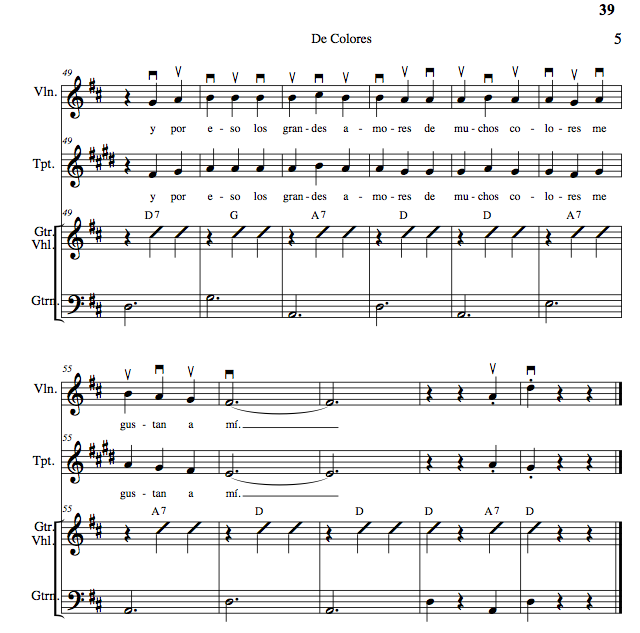 39
De Colores
5
49
Vln.
y por e - so los gran - des a - mo - res de mu - chos co - lo - res me
49
Tpt.
y por e - so los gran - des a - mo - res de mu - chos co - lo - res me
49
D7 G A7 D D A7
Gtr.
Vhl.
Gtrn.
55
Vln.
gus - tan a mí.
55
Tpt.
gus - tan a mí.
55
A7 D D D A7 D
Gtr.
Vhl.
Gtrn.